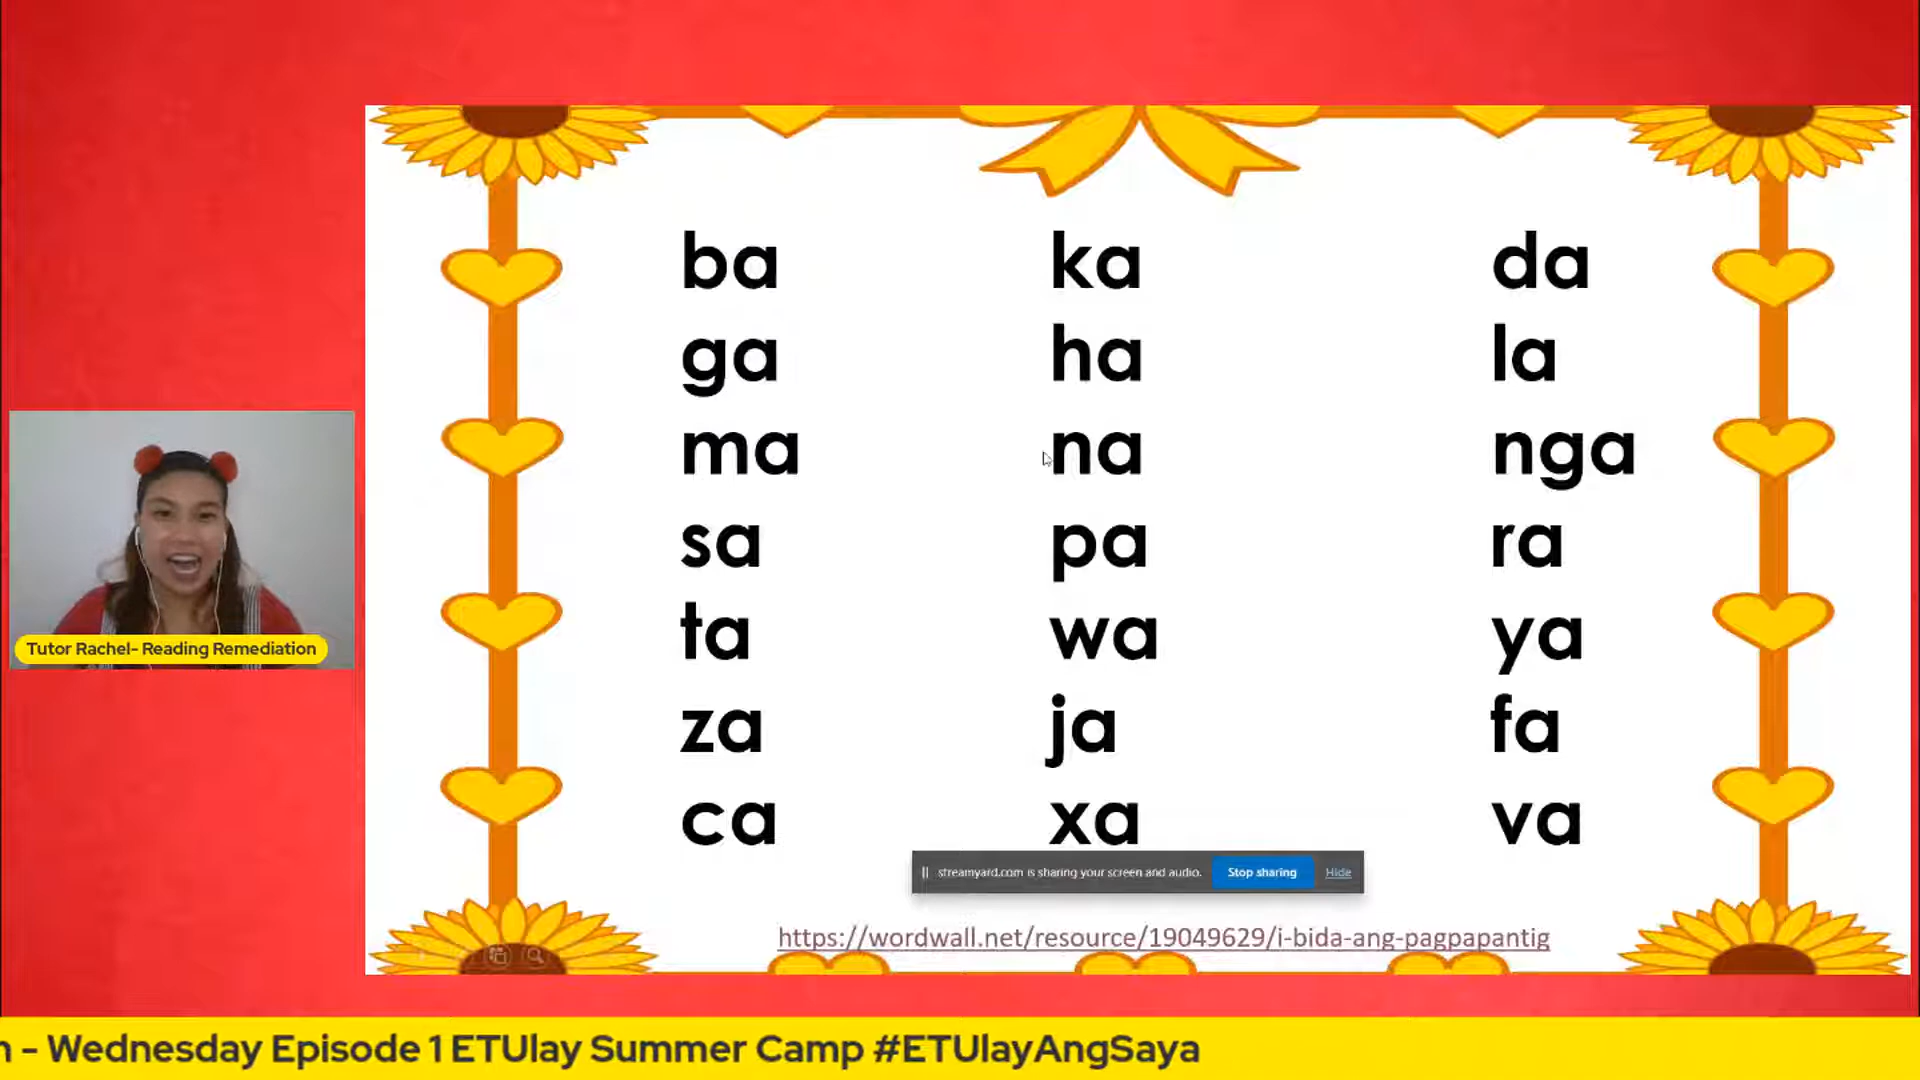 ba ka da
ga ha la
ma na nga
sa pa ra
ta wa ya
za ja fa
ca xa va
streamyard.com is sharing your screen and audio. Stop sharing Hide
https://wordwall.net/resource/19049629/i-bida-ang-pagpapantig
Tutor Rachel- Reading Remediation
- Wednesday Episode 1 ETUlay Summer Camp #ETUlayAngSaya